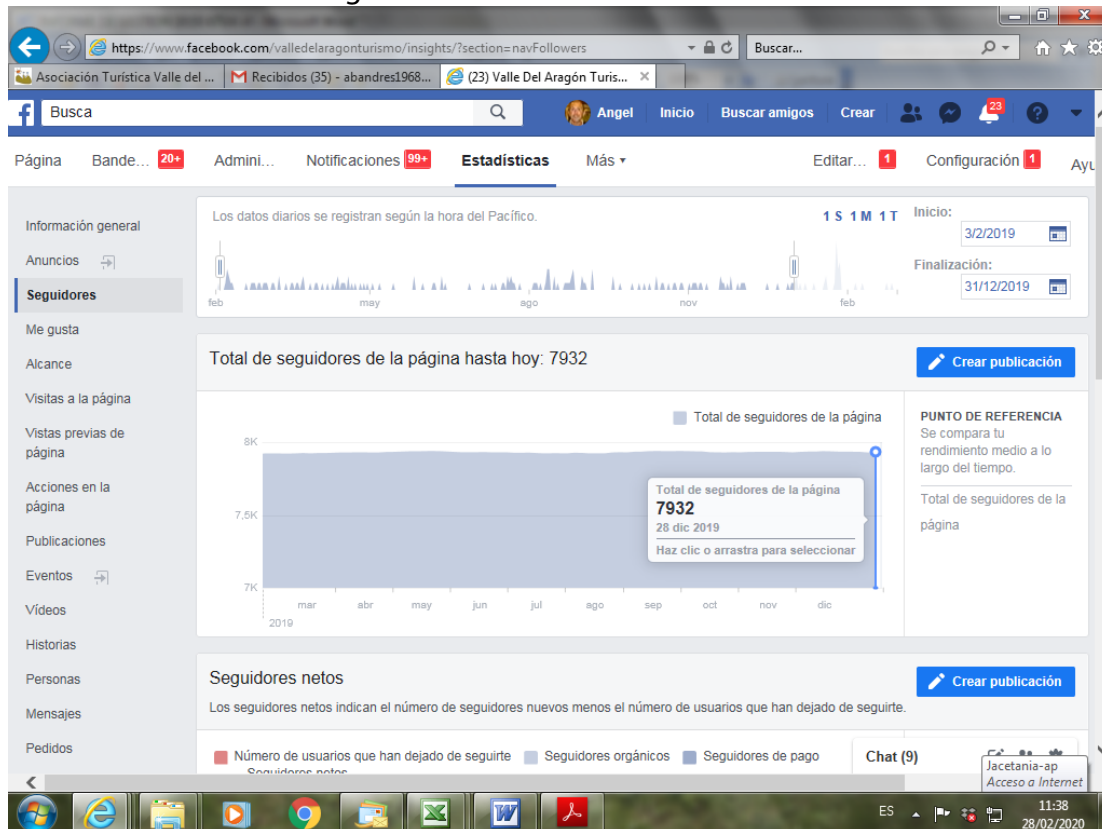 https://www.facebook.com/valledelaragonturismo/insights/?section=navFollowers
Buscar...
Asociación Turística Valle del ...
Recibidos (35) - abandres1968...
(23) Valle Del Aragón Turis...
Busca
Angel
Inicio
Buscar amigos
Crear
23
Página
Bande... 20+
Admini...
Notificaciones 99+
Estadísticas
Más
Editar... 1
Configuración 1
Ayu
Información general
Anuncios
Seguidores
Me gusta
Alcance
Visitas a la página
Vistas previas de
página
Acciones en la
página
Publicaciones
Eventos
Vídeos
Historias
Personas
Mensajes
Pedidos
Los datos diarios se registran según la hora del Pacífico.
1 S 1 M 1 T
Inicio:
3/2/2019
Finalización:
31/12/2019
feb may ago nov feb
Total de seguidores de la página hasta hoy: 7932
Crear publicación
Total de seguidores de la página
8K
7,5K
7K
mar abr may jun jul ago sep oct nov dic
2019
Total de seguidores de la página
7932
28 dic 2019
Haz clic o arrastra para seleccionar
PUNTO DE REFERENCIA
Se compara tu
rendimiento medio a lo
largo del tiempo.
Total de seguidores de la
página
Seguidores netos
Crear publicación
Los seguidores netos indican el número de seguidores nuevos menos el número de usuarios que han dejado de seguirte.
Número de usuarios que han dejado de seguirte
Seguidores orgánicos
Seguidores de pago
Seguidores netos
Chat (9)
Jacetania-ap
Acceso a Internet
ES
11:38
28/02/2020